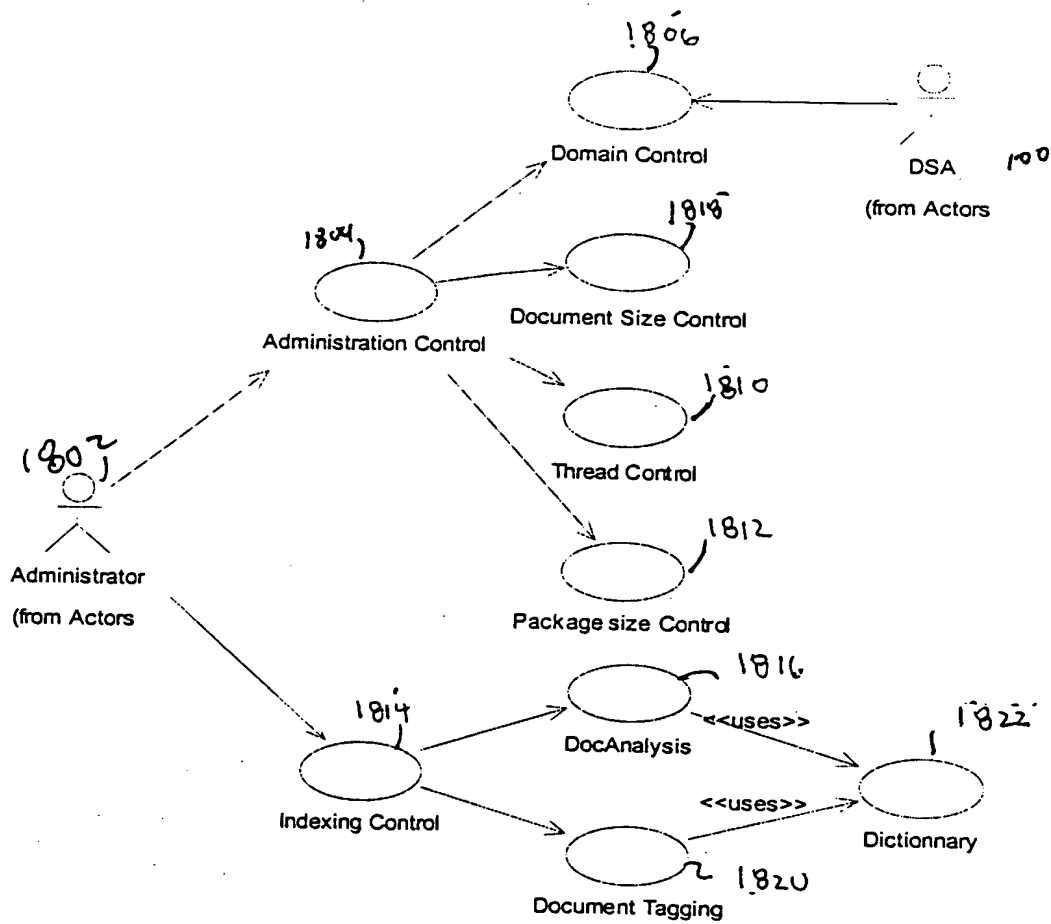 1806
Domain Control
DSA
100
(from Actors
1818
1804
Document Size Control
Administration Control
1810
Thread Control
1802
Administrator
(from Actors
1812
Package size Control
1816
<<uses>>
DocAnalysis
1822
1814
Indexing Control
<<uses>>
Dictionnary
1820
Document Tagging